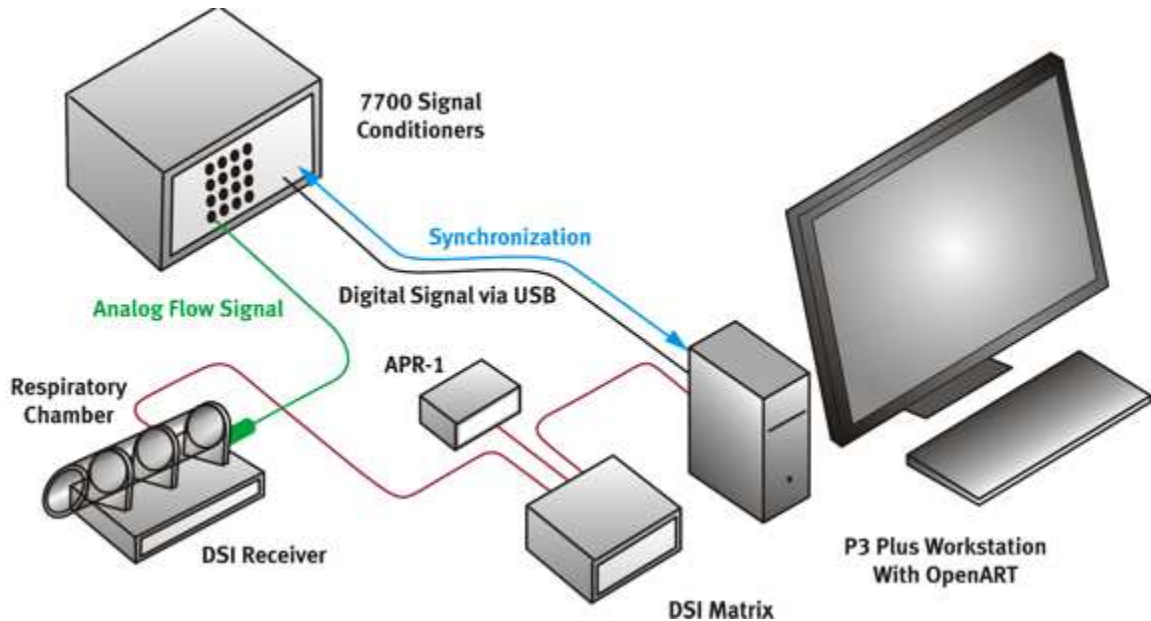 7700 Signal
Conditioners
Synchronization
Digital Signal via USB
Analog Flow Signal
APR-1
Respiratory
Chamber
DSI Receiver
P3 Plus Workstation
With OpenART
DSI Matrix